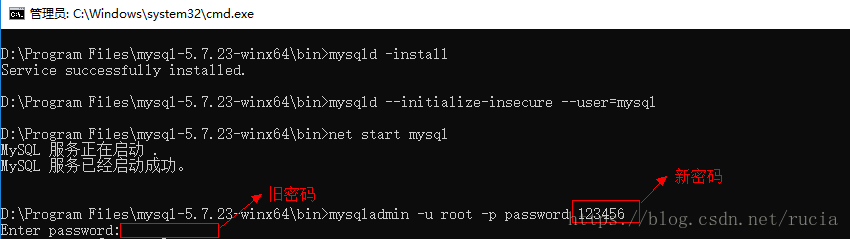 管理员: C:\Windows\system32\cmd.exe
D:\Program Files\mysql-5.7.23-winx64\bin>mysqld -install
Service successfully installed.
D:\Program Files\mysql-5.7.23-winx64\bin>mysqld --initialize-insecure --user=mysql
D:\Program Files\mysql-5.7.23-winx64\bin>net start mysql
MySQL 服务正在启动 .
MySQL 服务已经启动成功。
旧密码
新密码
D:\Program Files\mysql-5.7.23-winx64\bin>mysqladmin -u root -p password 123456
https://blog.csdn.net/rucia
Enter password: